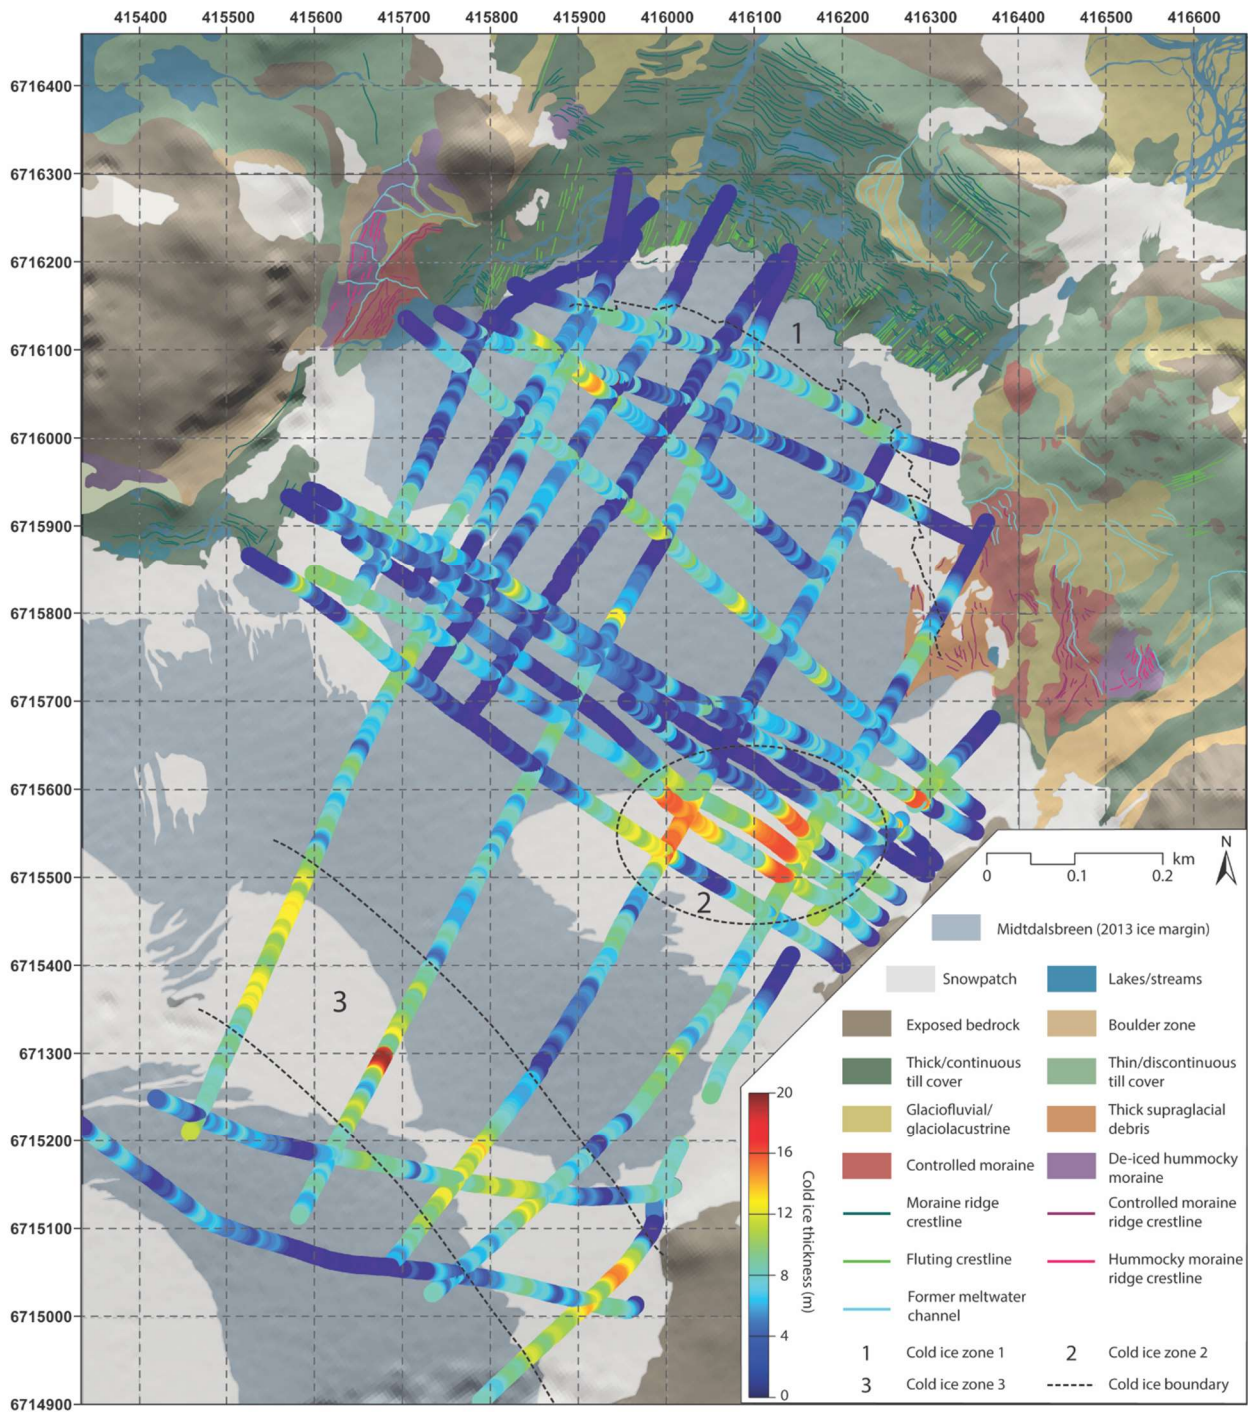 415400 415500 415600 415700 415800 415900 416000 416100 416200 416300 416400 416500 416600
6716400
6716300
6716200
6716100
6716000
6715900
6715800
6715700
6715600
6715500
6715400
671300
6715200
6715100
6715000
6714900
1
2
3
N
km
0 0.1 0.2
Midtdalsbreen (2013 ice margin)
Snowpatch
Lakes/streams
Exposed bedrock
Boulder zone
Thick/continuous
till cover
Thin/discontinuous
till cover
Glaciofluvial/
glaciolacustrine
Thick supraglacial
debris
Controlled moraine
De-iced hummocky
moraine
Moraine ridge
crestline
Controlled moraine
ridge crestline
Fluting crestline
Hummocky moraine
ridge crestline
Former meltwater
channel
1 Cold ice zone 1
2 Cold ice zone 2
3 Cold ice zone 3
Cold ice boundary
20
16
12
8
4
0
Cold ice thickness (m)